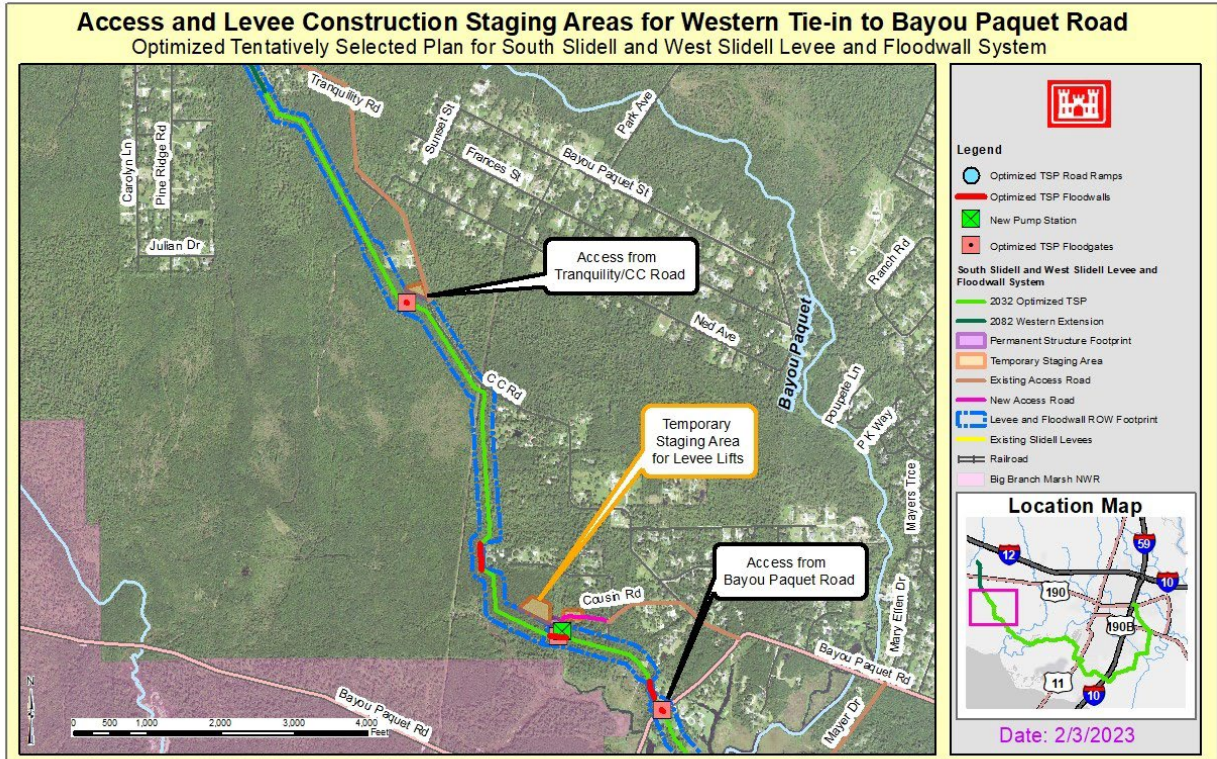 Access and Levee Construction Staging Areas for Western Tie-in to Bayou Paquet Road
Optimized Tentatively Selected Plan for South Slidell and West Slidell Levee and Floodwall System
Tranquility Rd
Carolyn Ln
Pine Ridge Rd
Julian Dr
Sunset St
Frances St
Park Ave
Bayou Paquet St
Ranch Rd
Access from
Tranquility/CC Road
Ned Ave
Bayou Paquet
C C Rd
Poupete Ln
P K Way
Temporary
Staging Area
for Levee Lifts
Mayers Trce
Access from
Bayou Paquet Road
Cousin Rd
Mary Ellen Dr
Bayou Paquet Rd
Mayer Dr
Bayou Paquet Rd
N
0 500 1,000 2,000 3,000 4,000
Feet
Legend
Optimized TSP Road Ramps
Optimized TSP Floodwalls
New Pump Station
Optimized TSP Floodgates
South Slidell and West Slidell Levee and
Floodwall System
2032 Optimized TSP
2082 Western Extension
Permanent Structure Footprint
Temporary Staging Area
Existing Access Road
New Access Road
Levee and Floodwall ROW Footprint
Existing Slidell Levees
Railroad
Big Branch Marsh NWR
Location Map
12
59
10
190
190B
11
10
Date: 2/3/2023